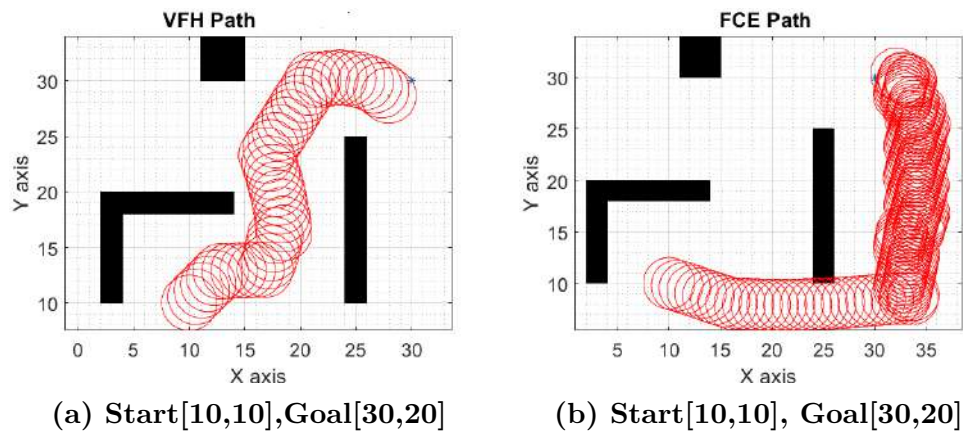 VFH Path
30
25
20
15
10
Y axis
0 5 10 15 20 25 30
X axis
(a) Start[10,10],Goal[30,20]
FCE Path
30
25
20
15
10
Y axis
5 10 15 20 25 30 35
X axis
(b) Start[10,10], Goal[30,20]